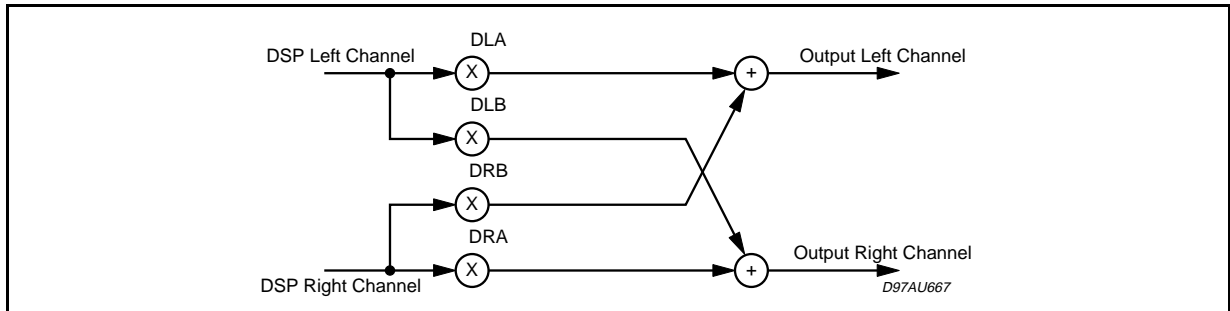 DLA
DSP Left Channel
Output Left Channel
X
+
DLB
X
DRB
X
DRA
Output Right Channel
X
+
DSP Right Channel
D97AU667